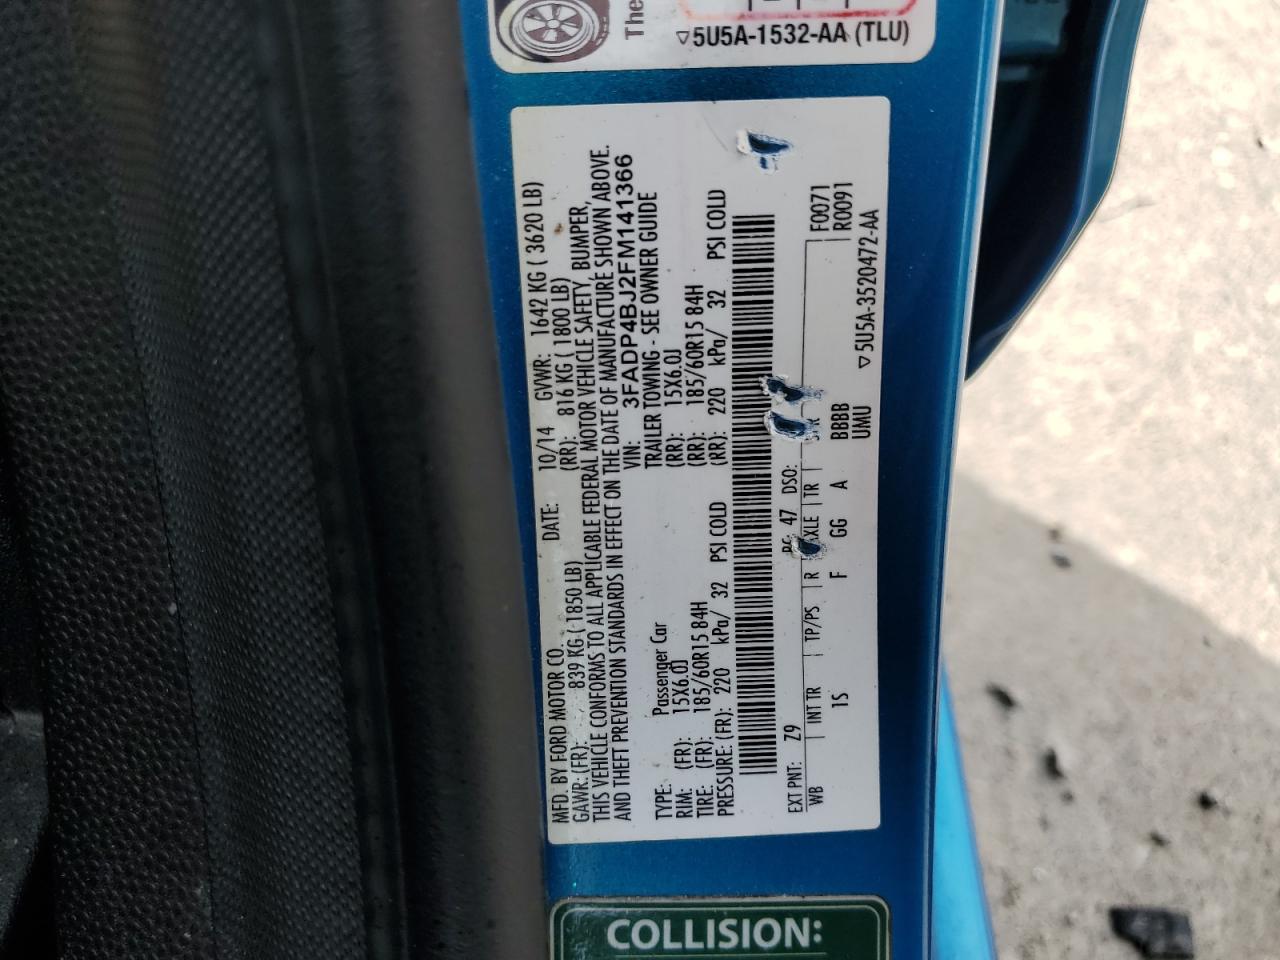 The
▽5U5A-1532-AA (TLU)
MFD. BY FORD MOTOR CO. DATE: 10/14 GVWR: 1642 KG ( 3620 LB)
GAWR: (FR): 839 KG ( 1850 LB) (RR): 816 KG ( 1800 LB)
THIS VEHICLE CONFORMS TO ALL APPLICABLE FEDERAL MOTOR VEHICLE SAFETY, BUMPER,
AND THEFT PREVENTION STANDARDS IN EFFECT ON THE DATE OF MANUFACTURE SHOWN ABOVE.
VIN: 3FADP4BJ2FM141366
TYPE: Passenger Car TRAILER TOWING - SEE OWNER GUIDE
RIM: (FR): 15X6.0J (RR): 15X6.0J
TIRE: (FR): 185/60R15 84H (RR): 185/60R15 84H
PRESSURE: (FR): 220 kPa/ 32 PSI COLD (RR): 220 kPa/ 32 PSI COLD
EXT PNT: Z9 47 DSO: F0071
WB INT TR TP/PS R XLE TR R0091
1S F GG A BBBB
UMU
▽5U5A-3520472-AA
COLLISION: